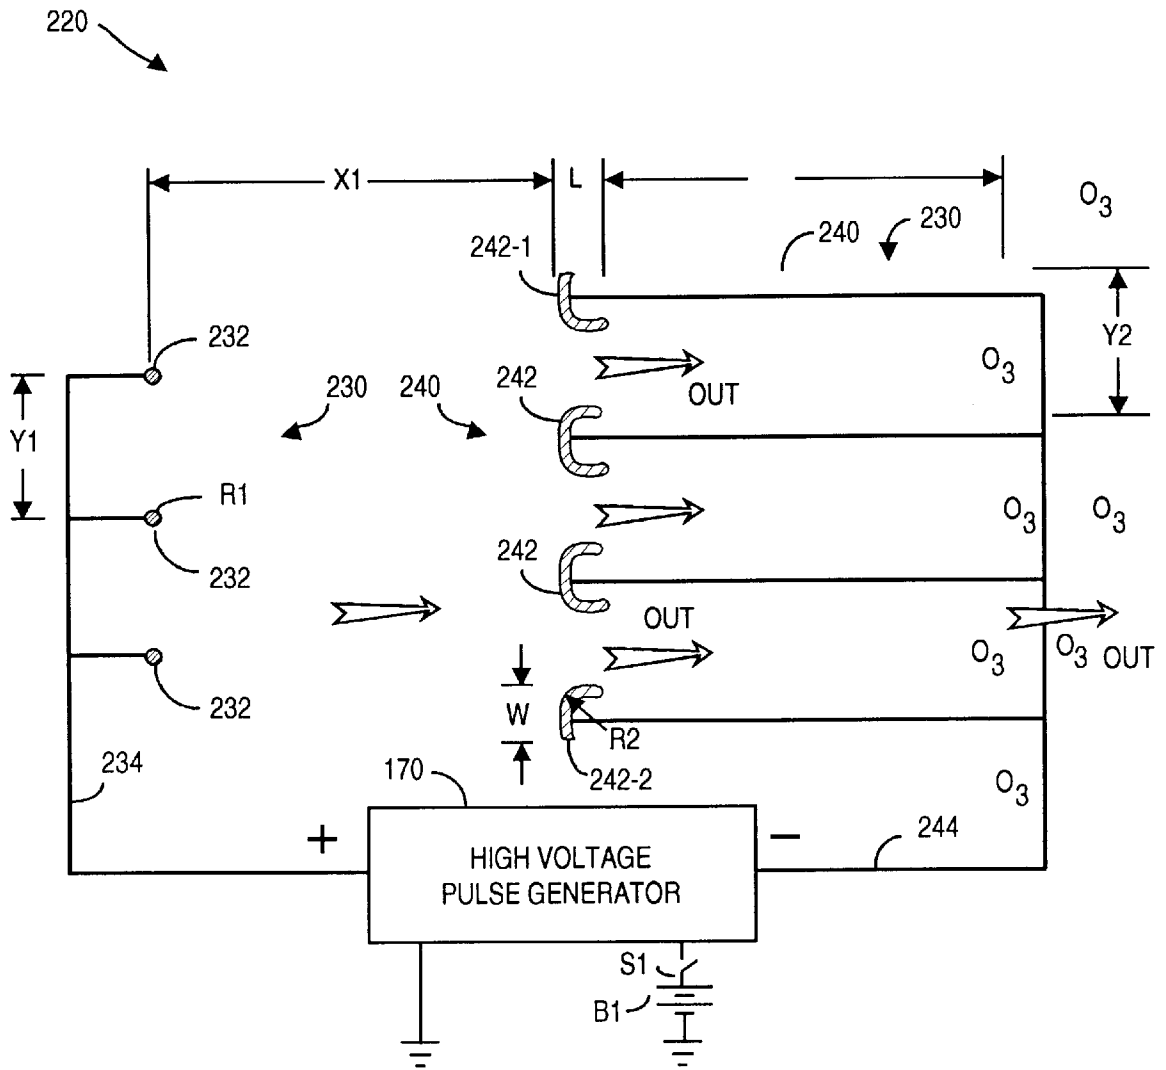 220
X1
L
O3
240
230
242-1
Y2
232
O3
OUT
230
240
242
Y1
R1
O3
O3
232
242
OUT
O3
O3
OUT
232
W
R2
234
242-2
170
O3
+
−
244
HIGH VOLTAGE
PULSE GENERATOR
S1
B1